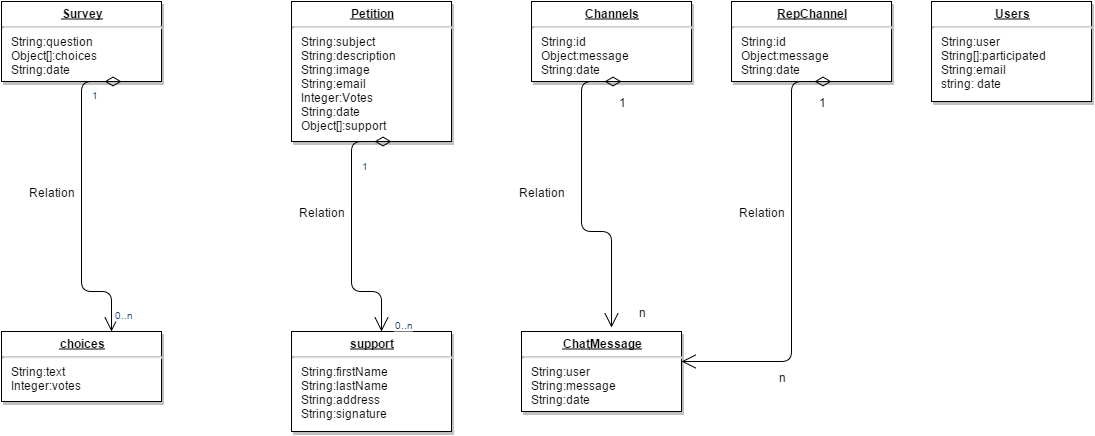 Survey
String:question
Object[]:choices
String:date
1
Relation
0..n
choices
String:text
Integer:votes
Petition
String:subject
String:description
String:image
String:email
Integer:Votes
String:date
Object[]:support
1
Relation
0..n
support
String:firstName
String:lastName
String:address
String:signature
Channels
String:id
Object:message
String:date
1
Relation
n
ChatMessage
String:user
String:message
String:date
RepChannel
String:id
Object:message
String:date
1
Relation
n
Users
String:user
String[]:participated
String:email
string: date